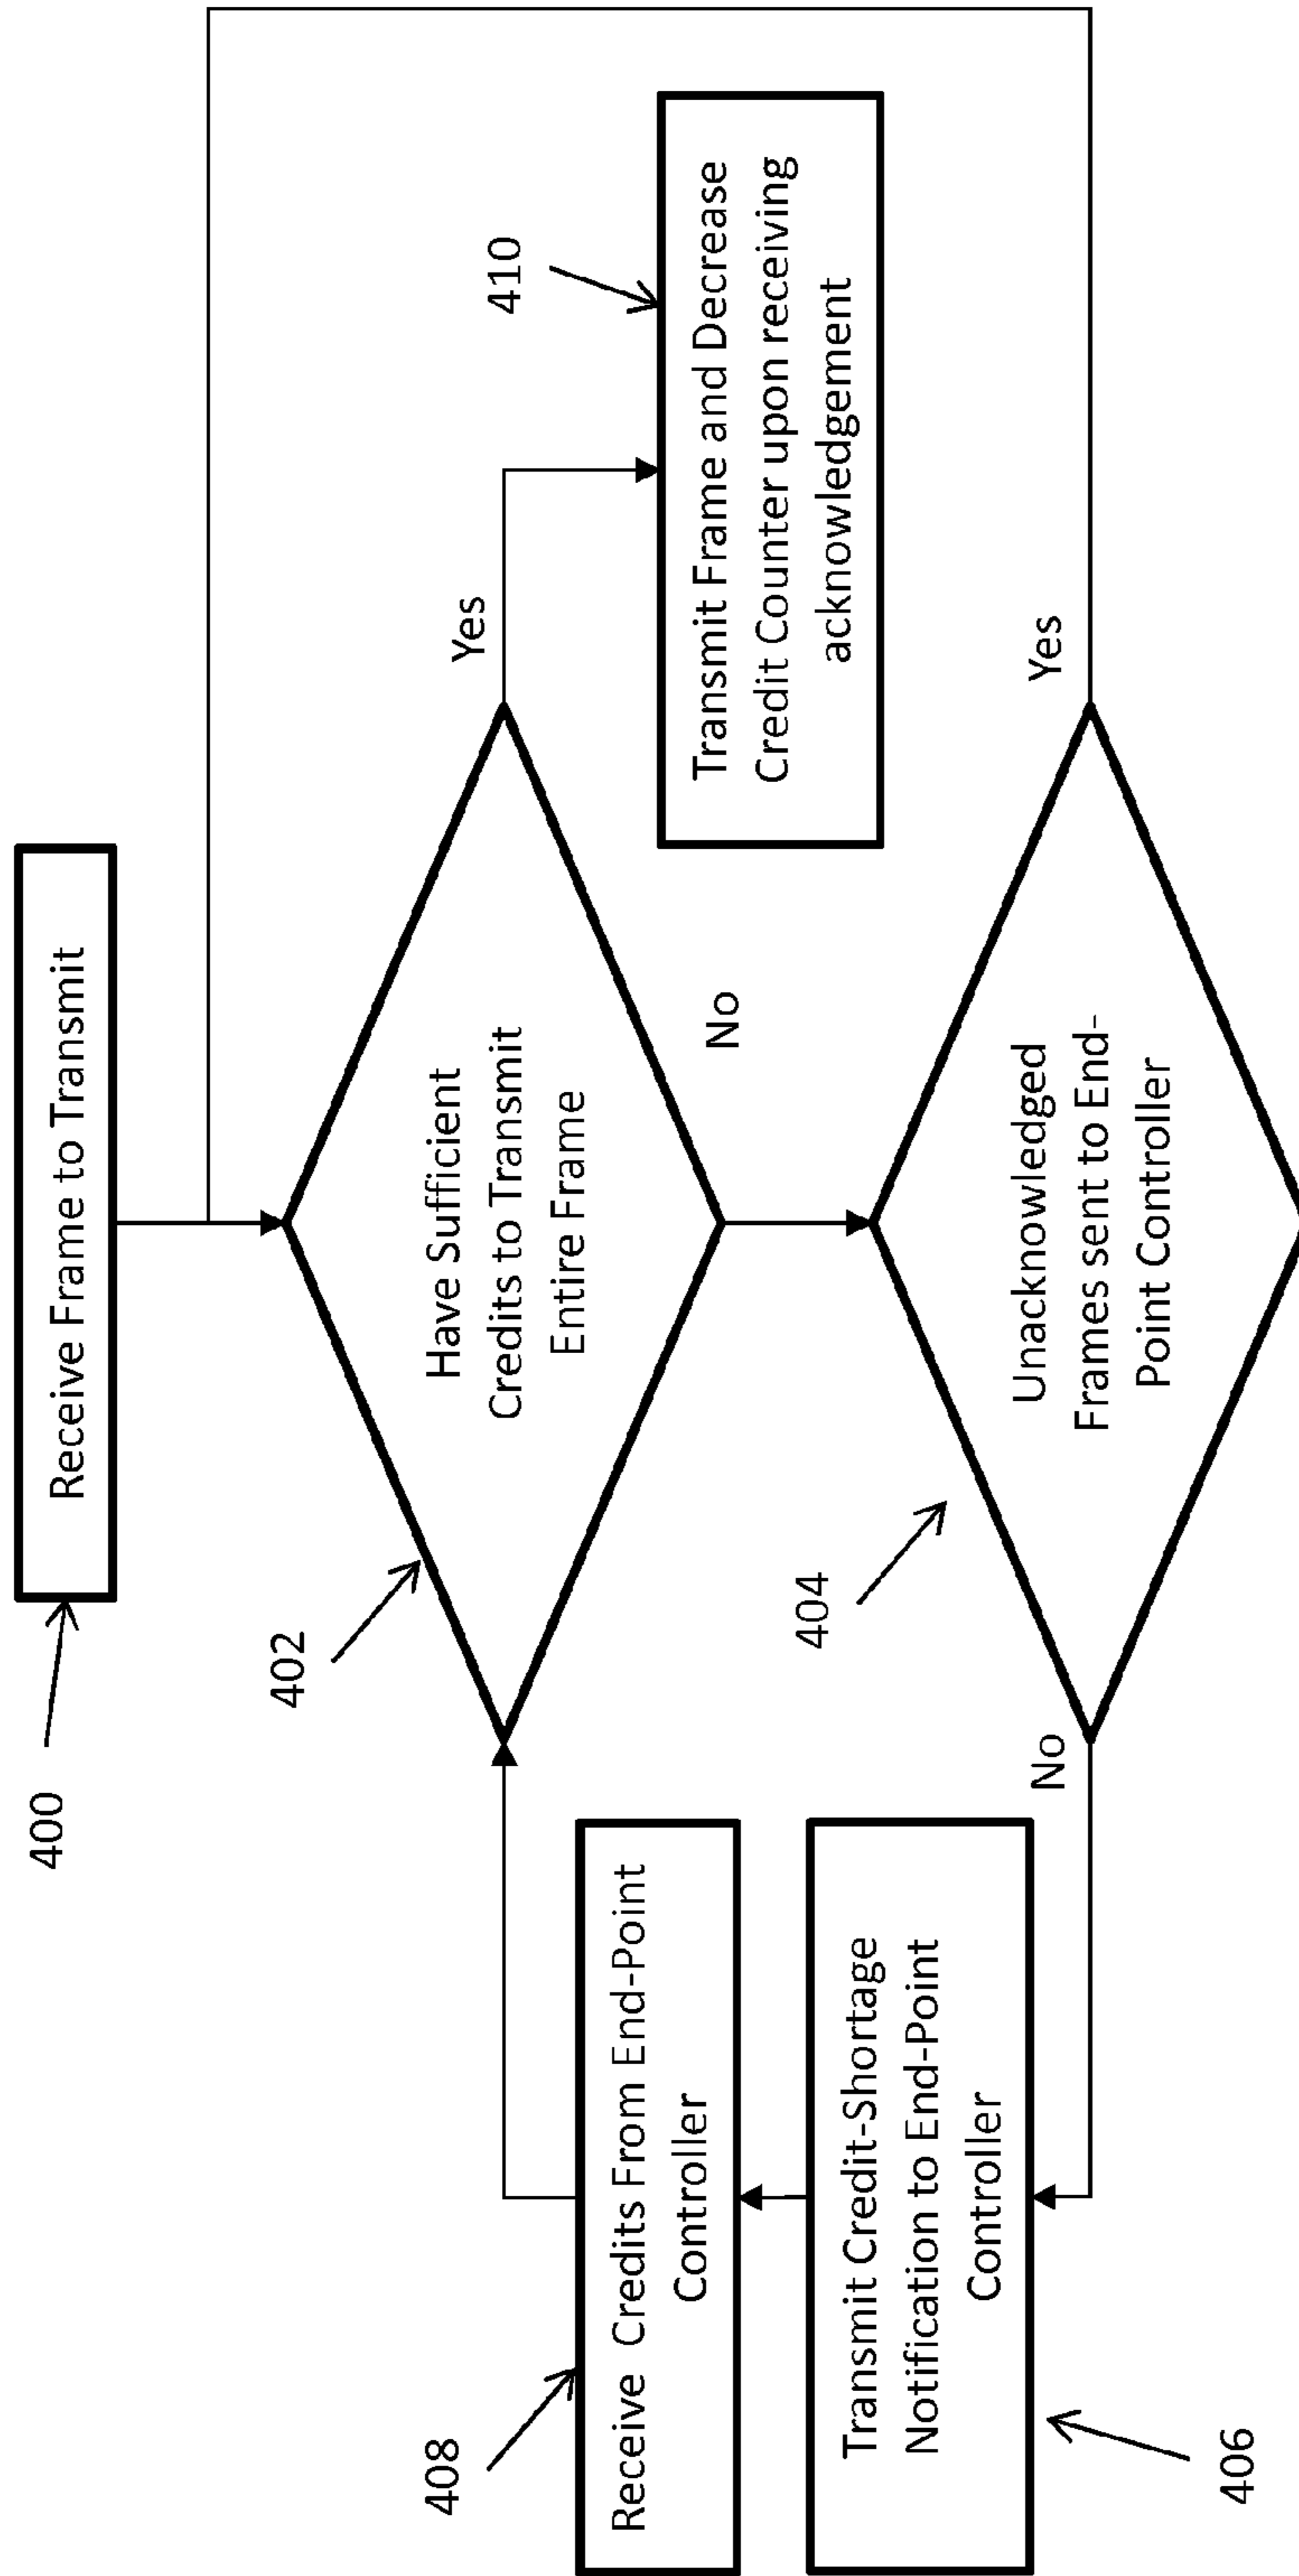 400
Receive Frame to Transmit
402
Have Sufficient
Credits to Transmit
Entire Frame
Yes
No
410
Transmit Frame and Decrease
Credit Counter upon receiving
acknowledgement
408
Receive Credits From End-Point
Controller
404
Unacknowledged
Frames sent to End-
Point Controller
Yes
No
Transmit Credit-Shortage
Notification to End-Point
Controller
406